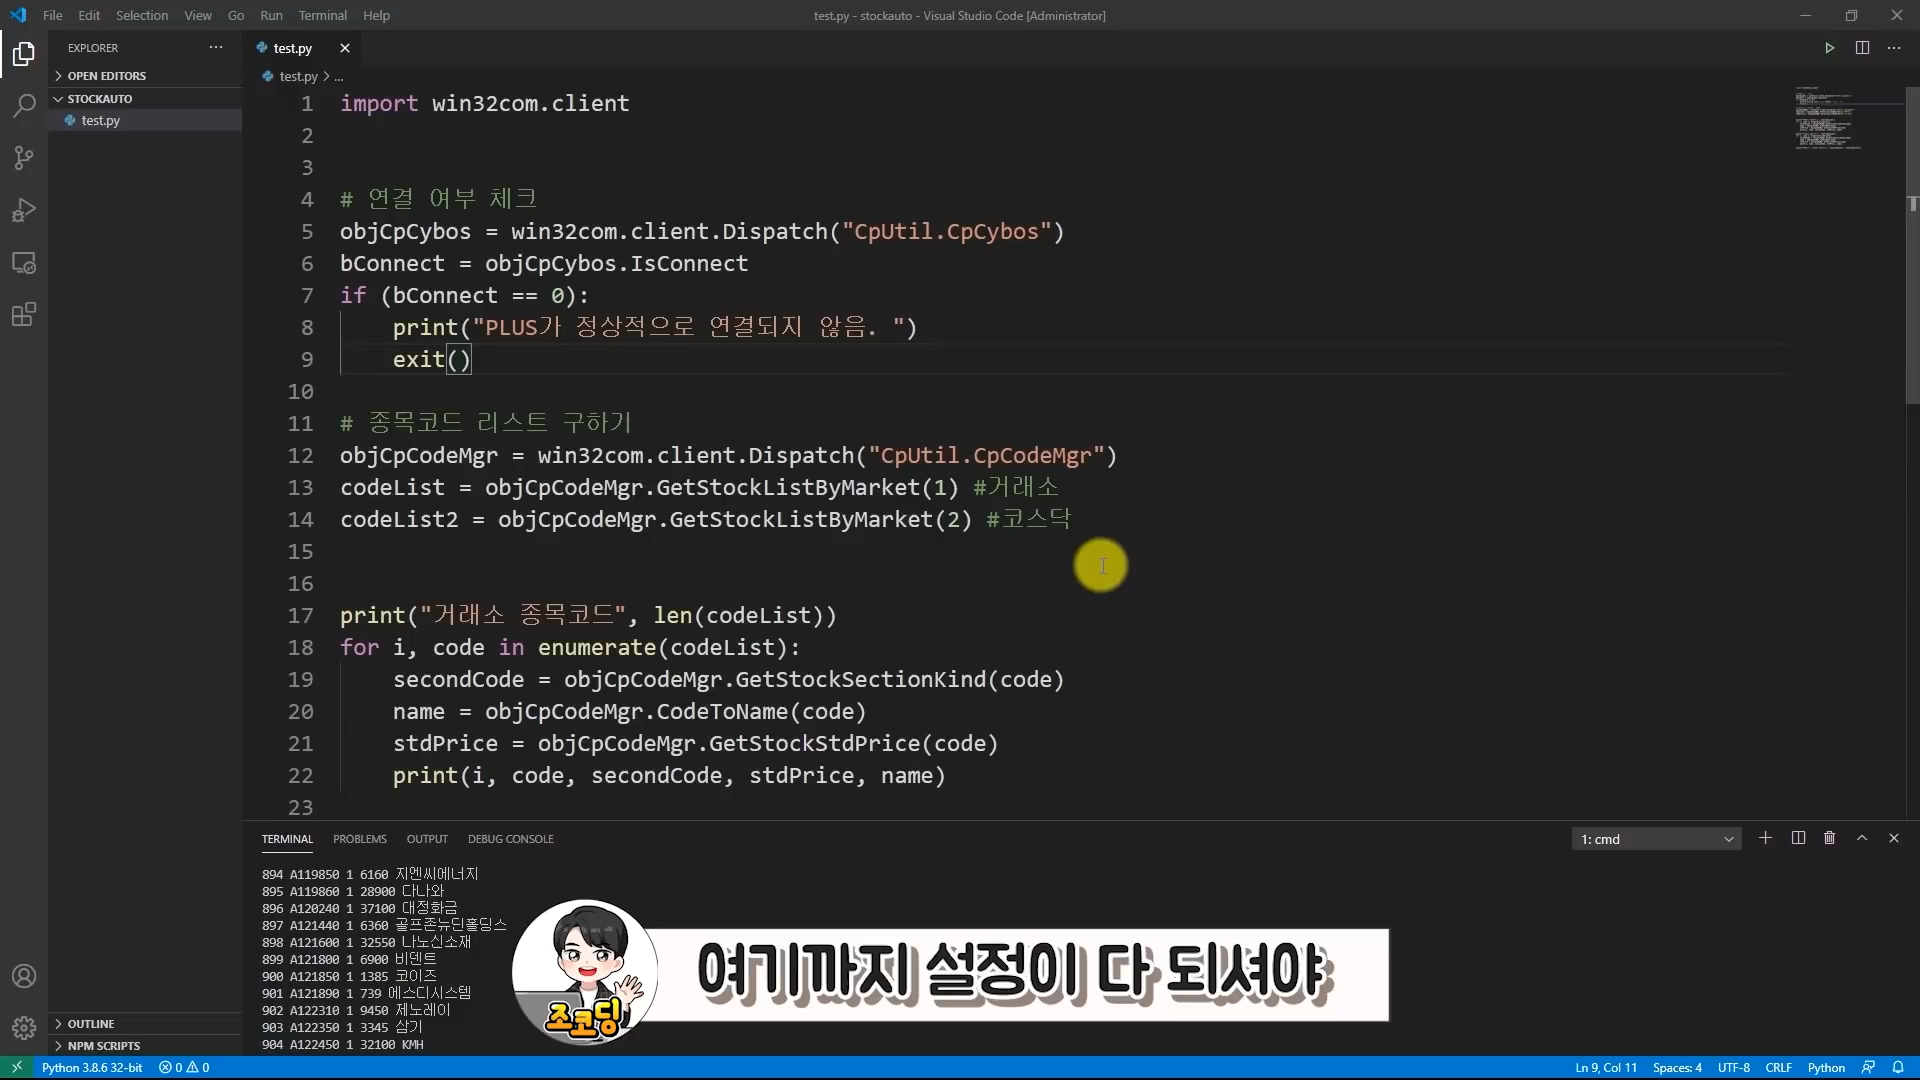 File Edit Selection View Go Run Terminal Help
test.py - stockauto - Visual Studio Code [Administrator]
EXPLORER
OPEN EDITORS
STOCKAUTO
test.py
OUTLINE
NPM SCRIPTS
test.py
test.py > ...
1 import win32com.client
2
3
4 # 연결 여부 체크
5 objCpCybos = win32com.client.Dispatch("CpUtil.CpCybos")
6 bConnect = objCpCybos.IsConnect
7 if (bConnect == 0):
8 print("PLUS가 정상적으로 연결되지 않음. ")
9 exit()
10
11 # 종목코드 리스트 구하기
12 objCpCodeMgr = win32com.client.Dispatch("CpUtil.CpCodeMgr")
13 codeList = objCpCodeMgr.GetStockListByMarket(1) #거래소
14 codeList2 = objCpCodeMgr.GetStockListByMarket(2) #코스닥
15
16
17 print("거래소 종목코드", len(codeList))
18 for i, code in enumerate(codeList):
19 secondCode = objCpCodeMgr.GetStockSectionKind(code)
20 name = objCpCodeMgr.CodeToName(code)
21 stdPrice = objCpCodeMgr.GetStockStdPrice(code)
22 print(i, code, secondCode, stdPrice, name)
23
TERMINAL PROBLEMS OUTPUT DEBUG CONSOLE
1: cmd
894 A119850 1 6160 지엔씨에너지
895 A119860 1 28900 다나와
896 A120240 1 37100 대정화금
897 A121440 1 6360 골프존뉴딘홀딩스
898 A121600 1 32550 나노신소재
899 A121800 1 6900 비덴트
900 A121850 1 1385 코이즈
901 A121890 1 739 에스디시스템
902 A122310 1 9450 제노레이
903 A122350 1 3345 삼기
904 A122450 1 32100 KMH
조코딩
여기까지 설정이 다 되셔야
Python 3.8.6 32-bit 0 0
Ln 9, Col 11 Spaces: 4 UTF-8 CRLF Python